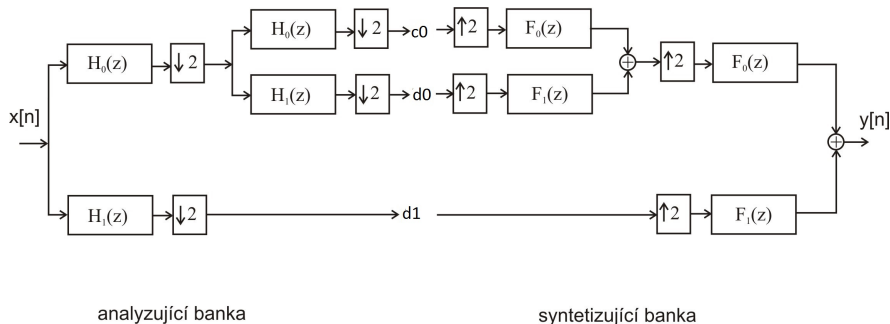 H₀(z) ↓2 c0 ↑2 F₀(z)
H₀(z) ↓2 ↑2 F₀(z)
H₁(z) ↓2 d0 ↑2 F₁(z)
x[n] y[n]
H₁(z) ↓2 d1 ↑2 F₁(z)
analyzující banka syntetizující banka